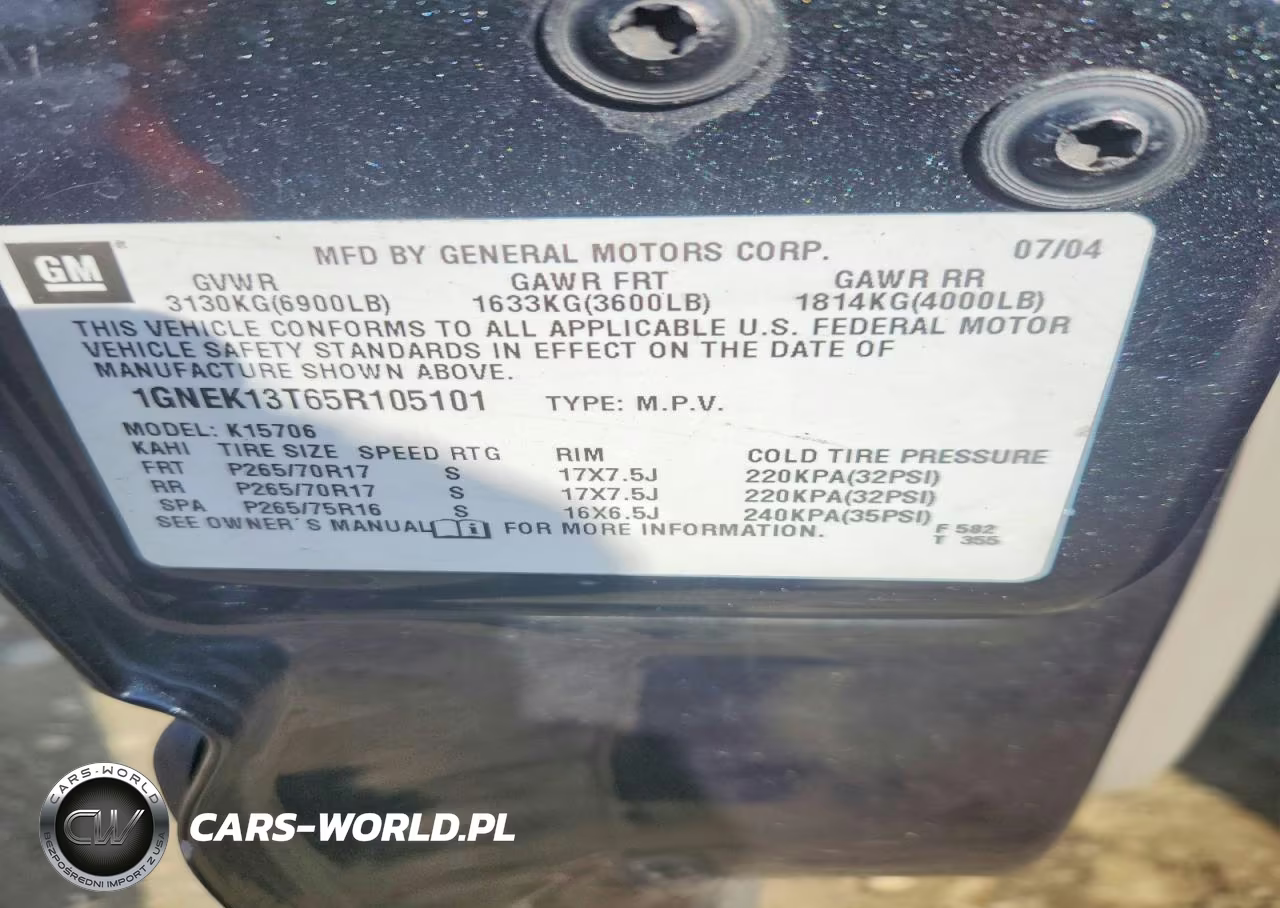 GM
MFD BY GENERAL MOTORS CORP. 07/04
GVWR GAWR FRT GAWR RR
3130KG(6900LB) 1633KG(3600LB) 1814KG(4000LB)
THIS VEHICLE CONFORMS TO ALL APPLICABLE U.S. FEDERAL MOTOR
VEHICLE SAFETY STANDARDS IN EFFECT ON THE DATE OF
MANUFACTURE SHOWN ABOVE.
1GNEK13T65R105101 TYPE: M.P.V.
MODEL: K15706
KAHI TIRE SIZE SPEED RTG RIM COLD TIRE PRESSURE
FRT P265/70R17 S 17X7.5J 220KPA(32PSI)
RR P265/70R17 S 17X7.5J 220KPA(32PSI)
SPA P265/75R16 S 16X6.5J 240KPA(35PSI)
SEE OWNER'S MANUAL i FOR MORE INFORMATION.
F 582
T 355
CARS-WORLD
CW
BEZPOŚREDNI IMPORT Z USA
CARS-WORLD.PL